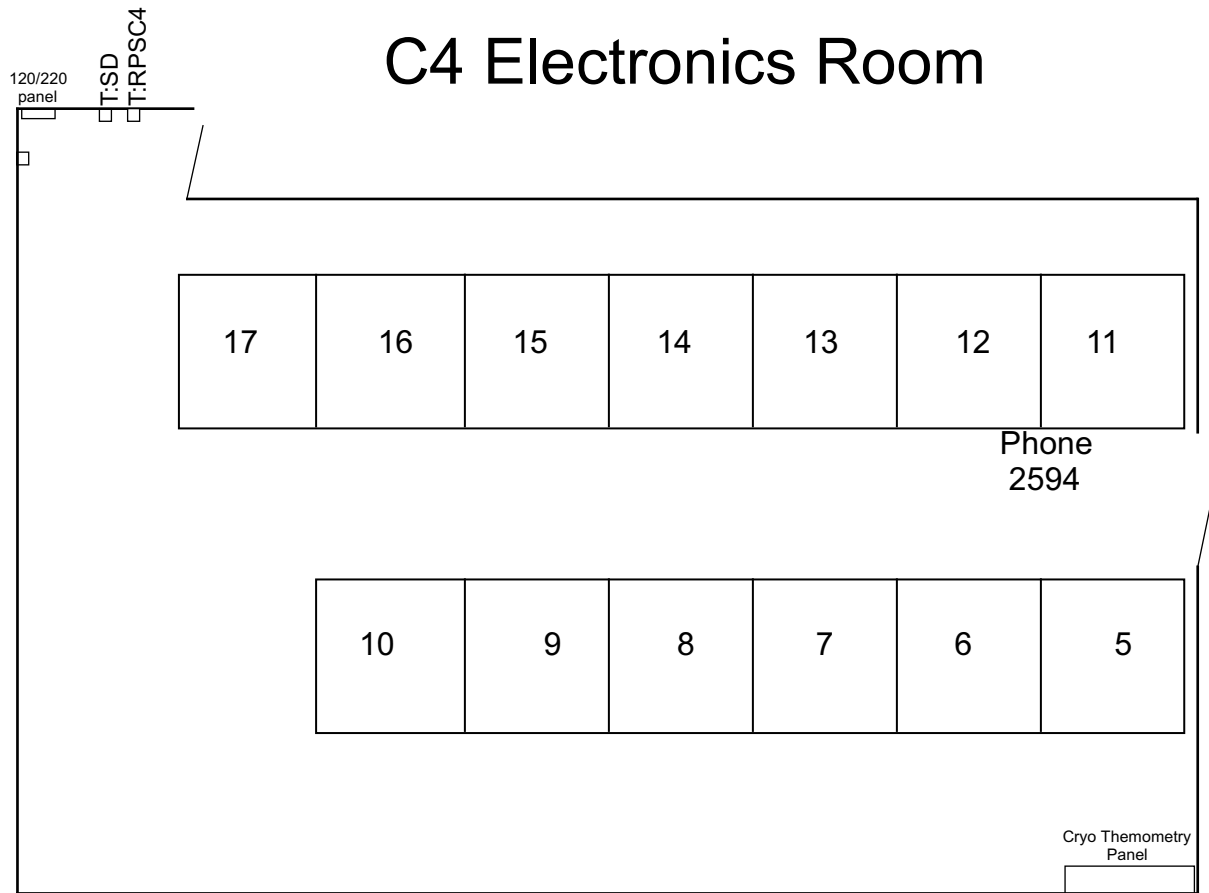 C4 Electronics Room
120/220
panel
T:SD
T:RPSC4
17 16 15 14 13 12 11
Phone
2594
10 9 8 7 6 5
Cryo Themometry
Panel